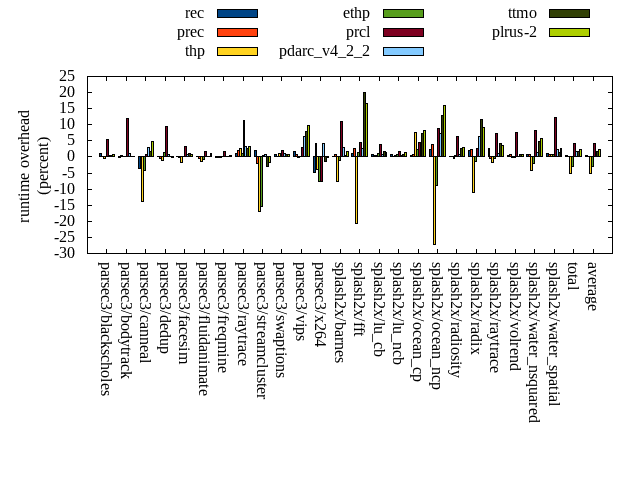 rec ethp ttmo
prec prcl plrus-2
thp pdarc_v4_2_2
runtime overhead
(percent)
25
20
15
10
5
0
-5
-10
-15
-20
-25
-30
parsec3/blackscholes
parsec3/bodytrack
parsec3/canneal
parsec3/dedup
parsec3/facesim
parsec3/fluidanimate
parsec3/freqmine
parsec3/raytrace
parsec3/streamcluster
parsec3/swaptions
parsec3/vips
parsec3/x264
splash2x/barnes
splash2x/fft
splash2x/lu_cb
splash2x/lu_ncb
splash2x/ocean_cp
splash2x/ocean_ncp
splash2x/radiosity
splash2x/radix
splash2x/raytrace
splash2x/volrend
splash2x/water_nsquared
splash2x/water_spatial
total
average